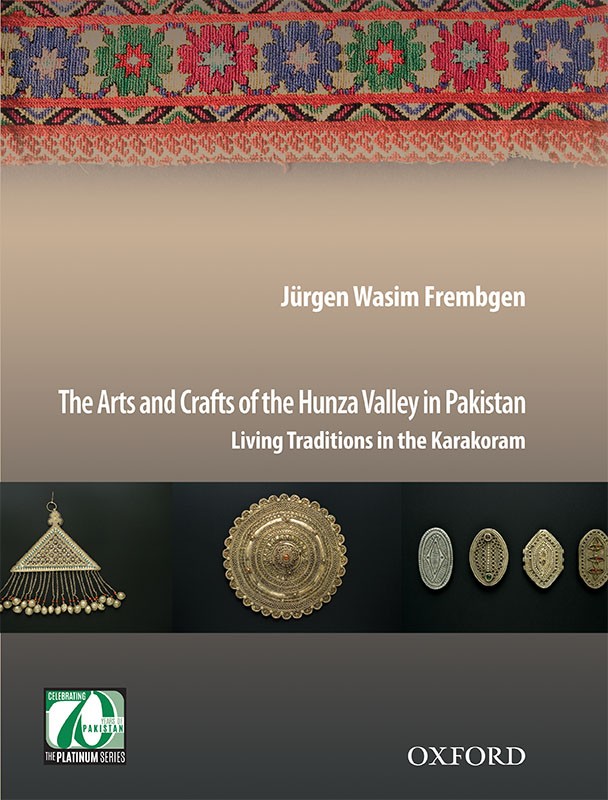 Jürgen Wasim Frembgen
The Arts and Crafts of the Hunza Valley in Pakistan
Living Traditions in the Karakoram
CELEBRATING
70
YEARS OF
PAKISTAN
THE PLATINUM SERIES
OXFORD